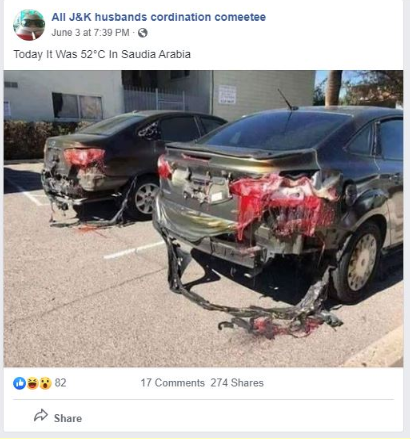 All J&K husbands cordination comeetee
June 3 at 7:39 PM ·
Today It Was 52°C In Saudia Arabia
82
17 Comments 274 Shares
Share